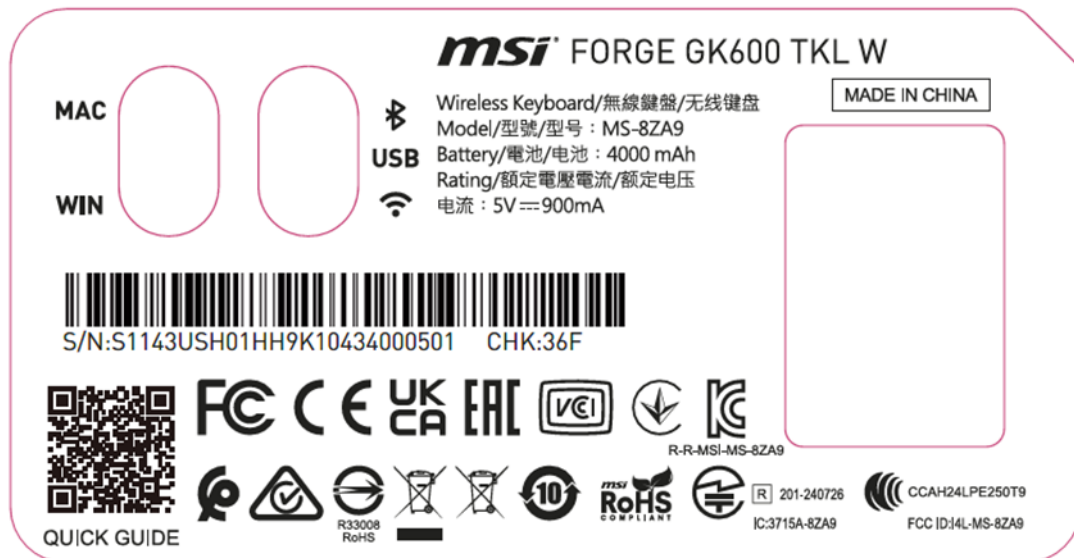 msi FORGE GK600 TKL W
MADE IN CHINA
MAC
WIN
USB
Wireless Keyboard/無線鍵盤/无线键盘
Model/型號/型号：MS-8ZA9
Battery/電池/电池：4000 mAh
Rating/額定電壓電流/额定电压
电流：5V⎓900mA
S/N:S1143USH01HH9K10434000501 CHK:36F
FC CE UK CA EAC VCI KC
R-R-MSI-MS-8ZA9
QUICK GUIDE
R33008
RoHS
10
msi
RoHS
COMPLIANT
R 201-240726
IC:3715A-8ZA9
CCAH24LPE250T9
FCC ID:I4L-MS-8ZA9